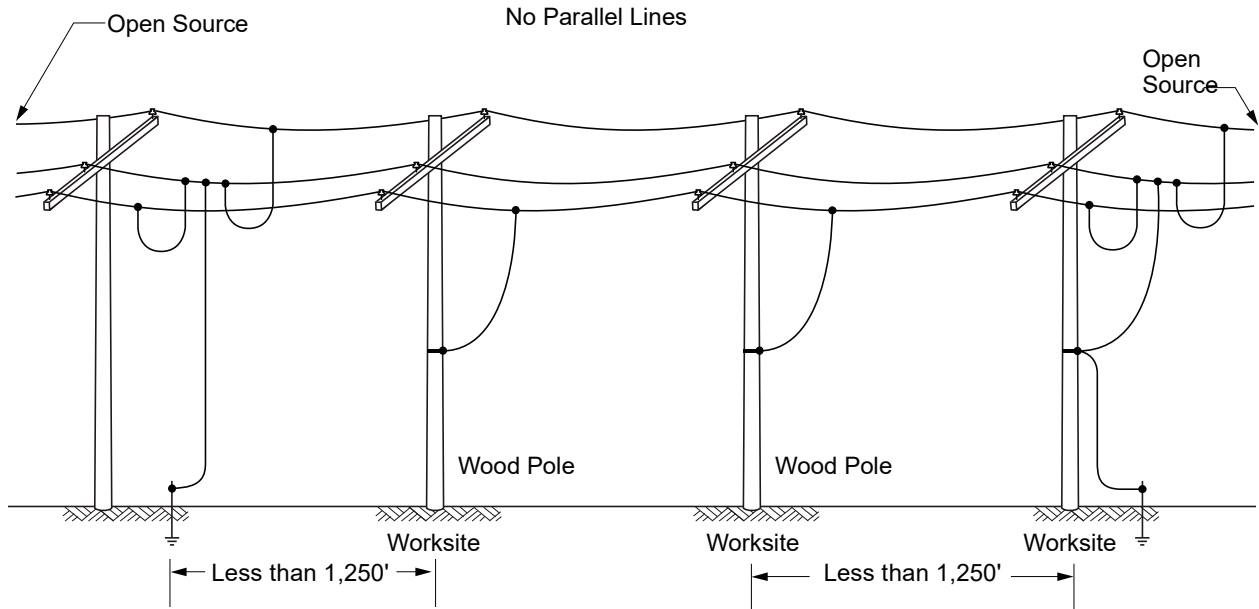 No Parallel Lines
Open Source
Open
Source
Wood Pole
Wood Pole
Worksite
Worksite
Worksite
Less than 1,250'
Less than 1,250'